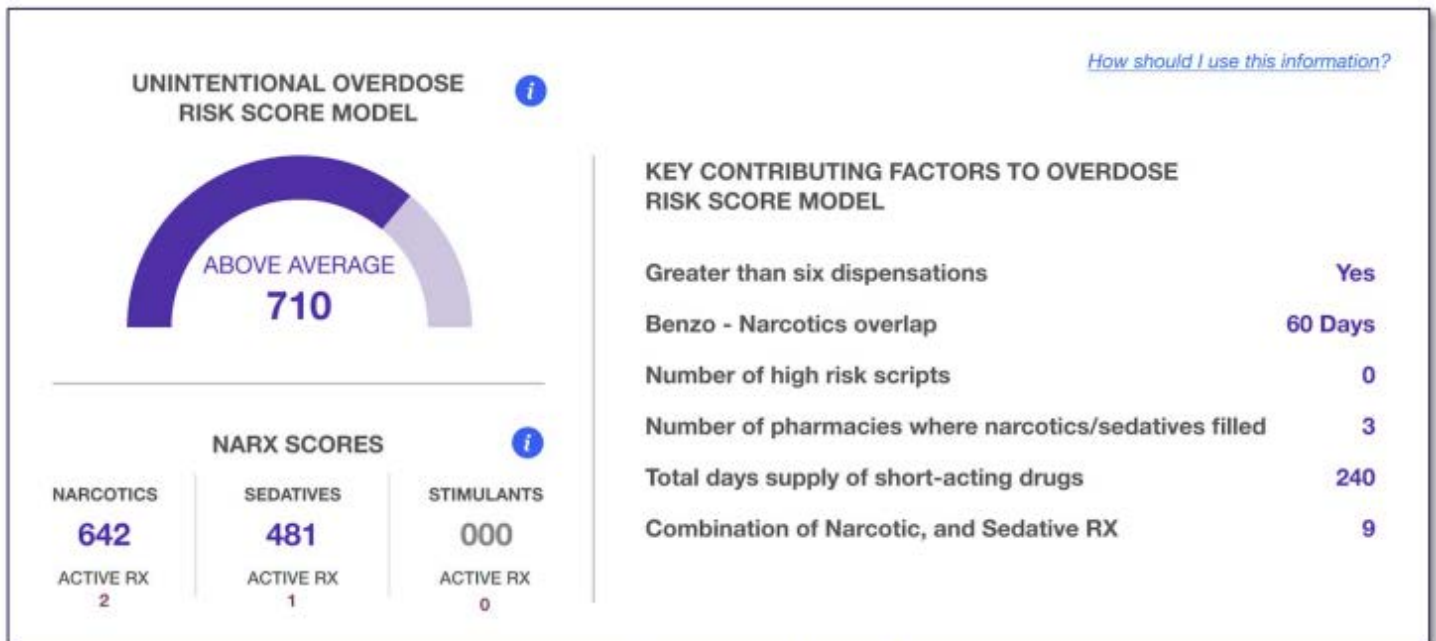 How should I use this information?
UNINTENTIONAL OVERDOSE
RISK SCORE MODEL
i
ABOVE AVERAGE
710
NARX SCORES
i
NARCOTICS
642
ACTIVE RX
2
SEDATIVES
481
ACTIVE RX
1
STIMULANTS
000
ACTIVE RX
0
KEY CONTRIBUTING FACTORS TO OVERDOSE
RISK SCORE MODEL
Greater than six dispensations Yes
Benzo - Narcotics overlap 60 Days
Number of high risk scripts 0
Number of pharmacies where narcotics/sedatives filled 3
Total days supply of short-acting drugs 240
Combination of Narcotic, and Sedative RX 9